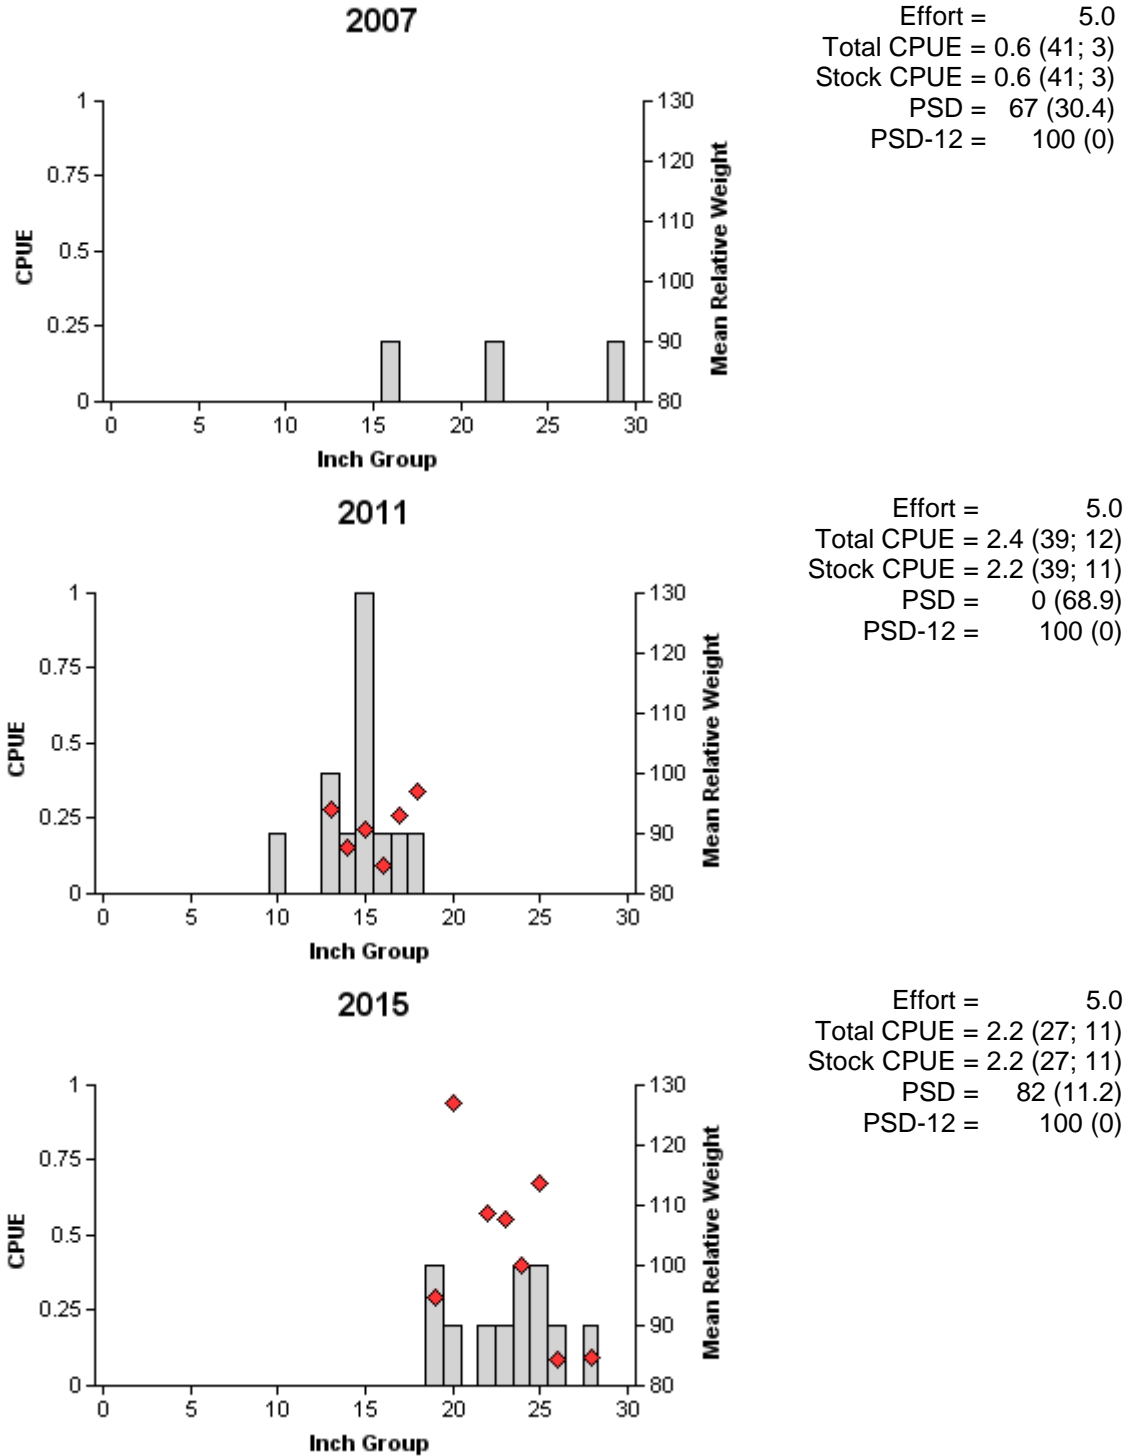 2007
Effort = 5.0
Total CPUE = 0.6 (41; 3)
Stock CPUE = 0.6 (41; 3)
PSD = 67 (30.4)
PSD-12 = 100 (0)
1
0.75
0.5
0.25
0
CPUE
130
120
110
100
90
80
Mean Relative Weight
0 5 10 15 20 25 30
Inch Group
2011
Effort = 5.0
Total CPUE = 2.4 (39; 12)
Stock CPUE = 2.2 (39; 11)
PSD = 0 (68.9)
PSD-12 = 100 (0)
1
0.75
0.5
0.25
0
CPUE
130
120
110
100
90
80
Mean Relative Weight
0 5 10 15 20 25 30
Inch Group
2015
Effort = 5.0
Total CPUE = 2.2 (27; 11)
Stock CPUE = 2.2 (27; 11)
PSD = 82 (11.2)
PSD-12 = 100 (0)
1
0.75
0.5
0.25
0
CPUE
130
120
110
100
90
80
Mean Relative Weight
0 5 10 15 20 25 30
Inch Group